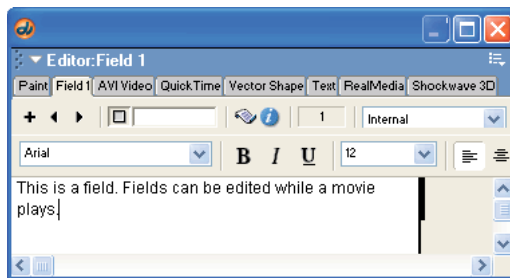 Editor:Field 1
Paint Field 1 AVI Video QuickTime Vector Shape Text RealMedia Shockwave 3D
1 Internal
Arial B I U 12
This is a field. Fields can be edited while a movie
plays.